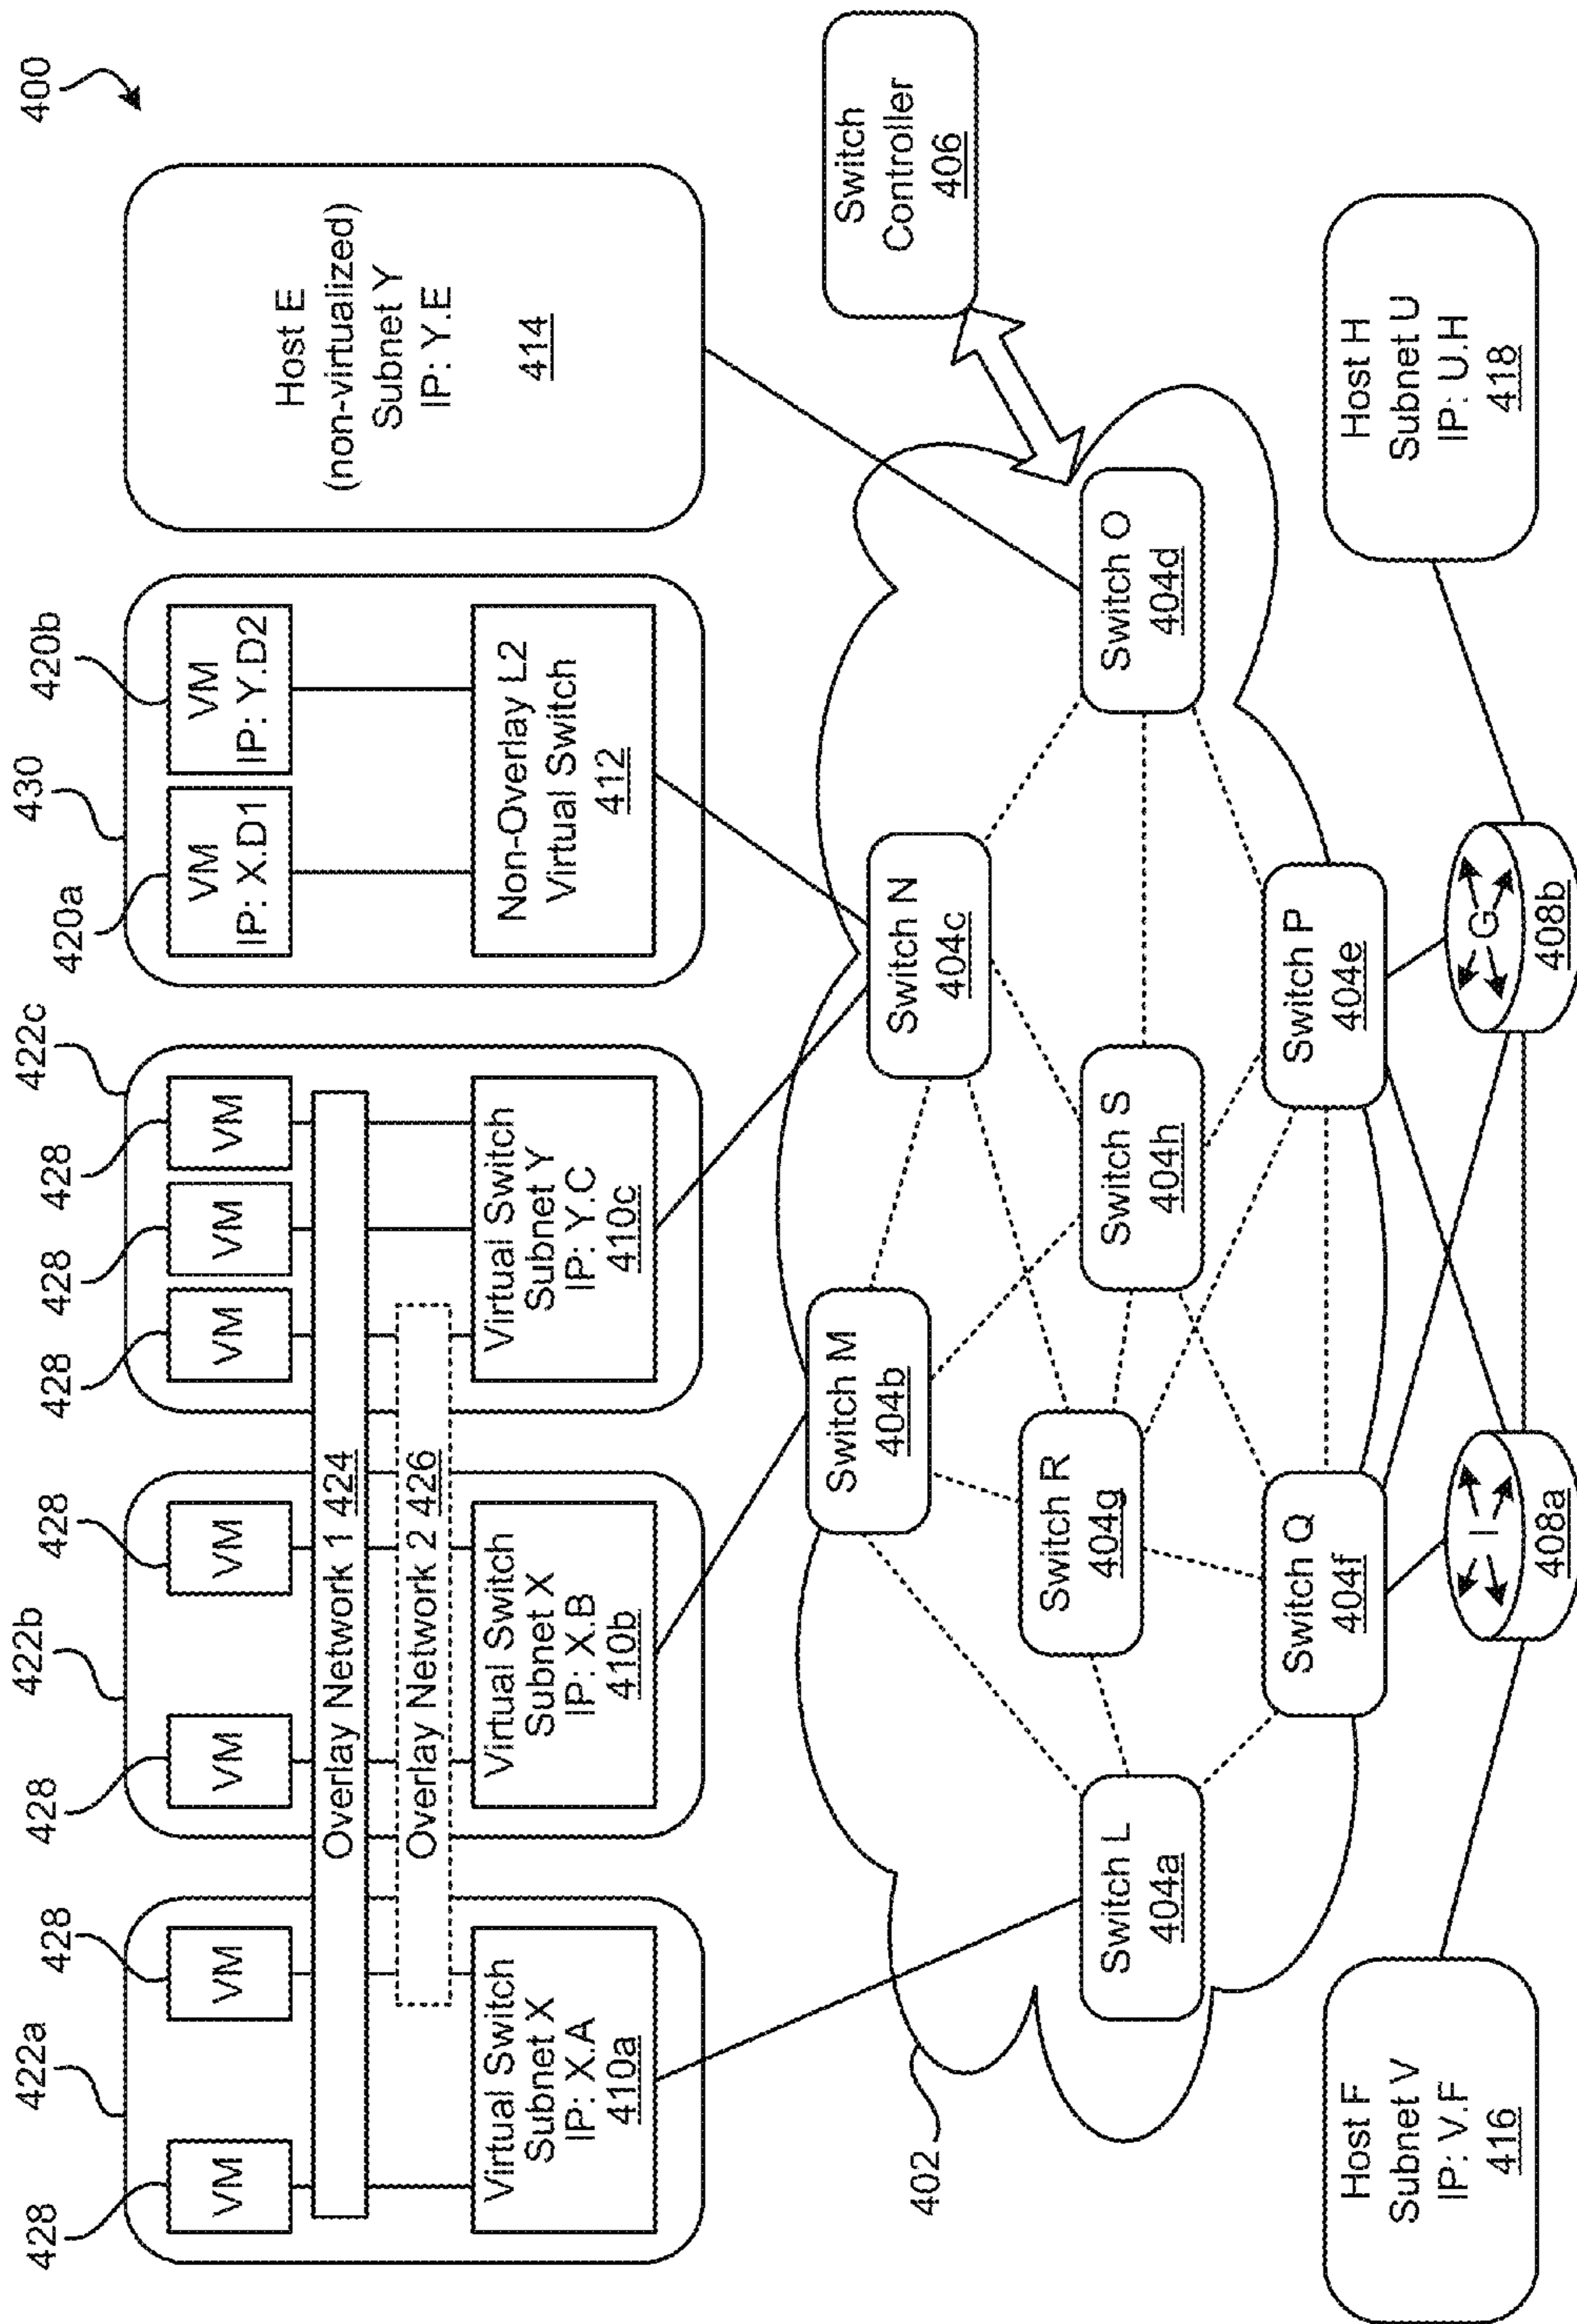 400
422a
422b
422c
430
428
428
428
428
428
428
428
420a
420b
VM
VM
VM
VM
VM
VM
VM
VM
IP: X.D1
VM
IP: Y.D2
Host E
(non-virtualized)
Subnet Y
IP: Y.E
414
Overlay Network 1 424
Overlay Network 2 426
Virtual Switch
Subnet X
IP: X.A
410a
Virtual Switch
Subnet X
IP: X.B
410b
Virtual Switch
Subnet Y
IP: Y.C
410c
Non-Overlay L2
Virtual Switch
412
Switch
Controller
406
402
Switch M
404b
Switch N
404c
Switch R
404g
Switch L
404a
Switch S
404h
Switch O
404d
Switch Q
404f
Switch P
404e
Host F
Subnet V
IP: V.F
416
I
408a
G
408b
Host H
Subnet U
IP: U.H
418